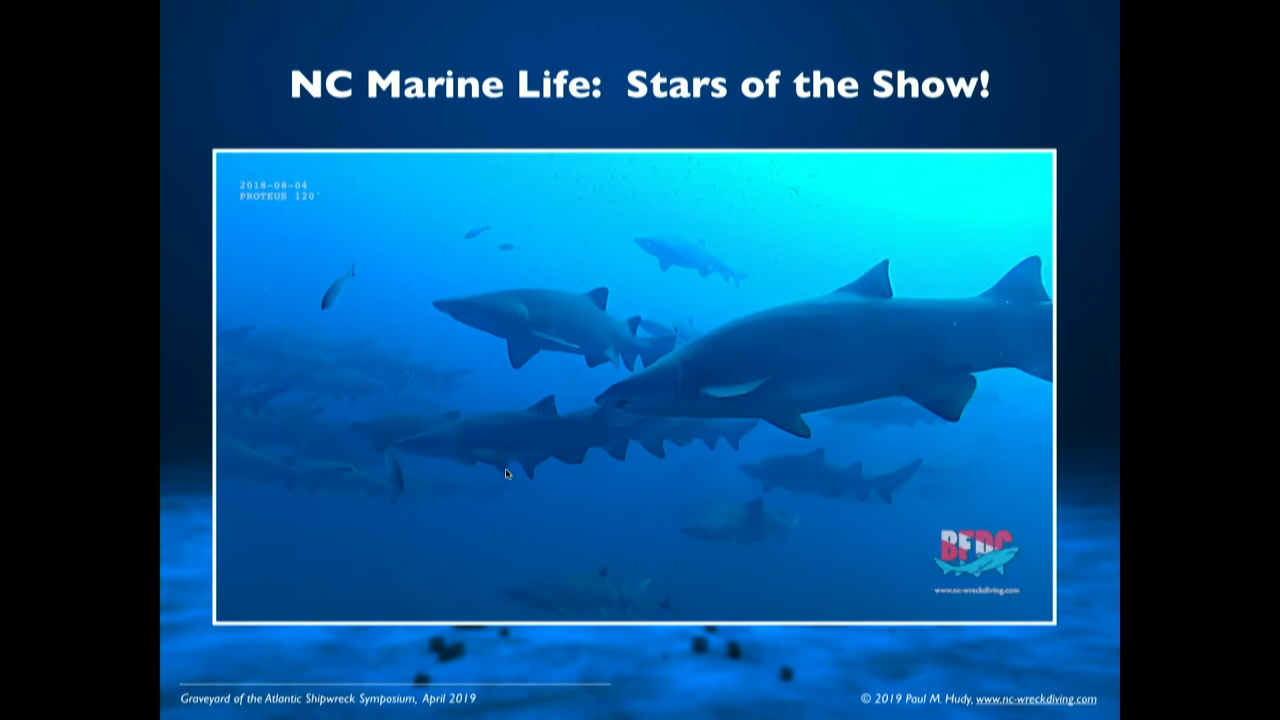 NC Marine Life: Stars of the Show!
2018-08-04
PROTEUS 120'
BFDC
www.nc-wreckdiving.com
Graveyard of the Atlantic Shipwreck Symposium, April 2019
© 2019 Paul M. Hudy, www.nc-wreckdiving.com